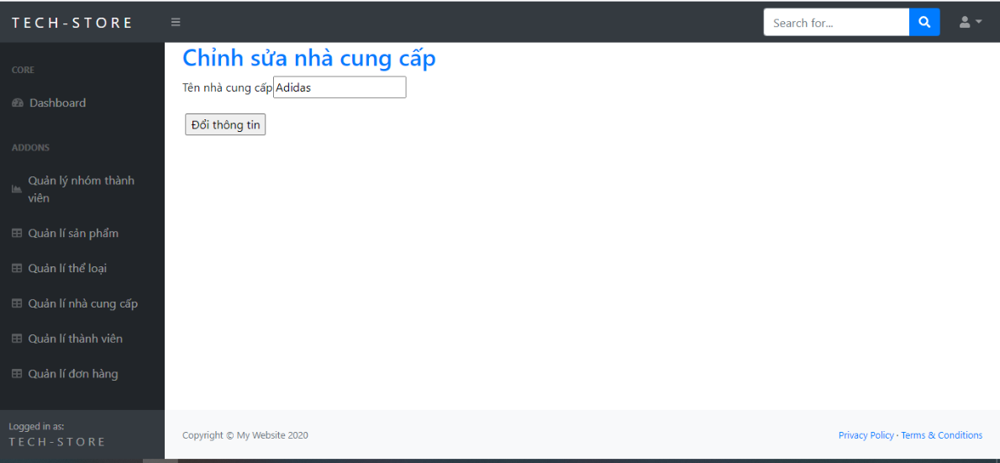 TECH-STORE
Search for...
CORE
Dashboard
ADDONS
Quản lý nhóm thành
viên
Quản lí sản phẩm
Quản lí thể loại
Quản lí nhà cung cấp
Quản lí thành viên
Quản lí đơn hàng
Logged in as:
TECH-STORE
Chỉnh sửa nhà cung cấp
Tên nhà cung cấp Adidas
Đổi thông tin
Copyright © My Website 2020
Privacy Policy · Terms & Conditions